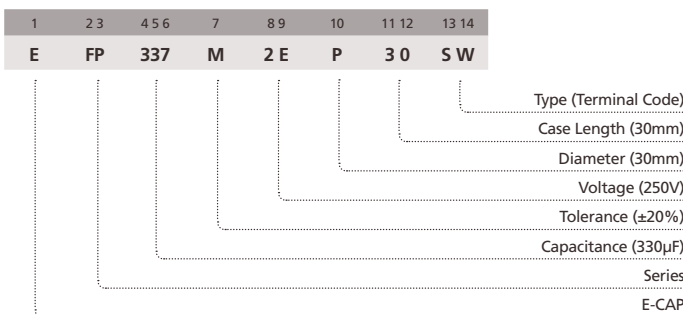 1 2 3 4 5 6 7 8 9 10 11 12 13 14
E FP 337 M 2 E P 3 0 S W
Type (Terminal Code)
Case Length (30mm)
Diameter (30mm)
Voltage (250V)
Tolerance (±20%)
Capacitance (330μF)
Series
E-CAP